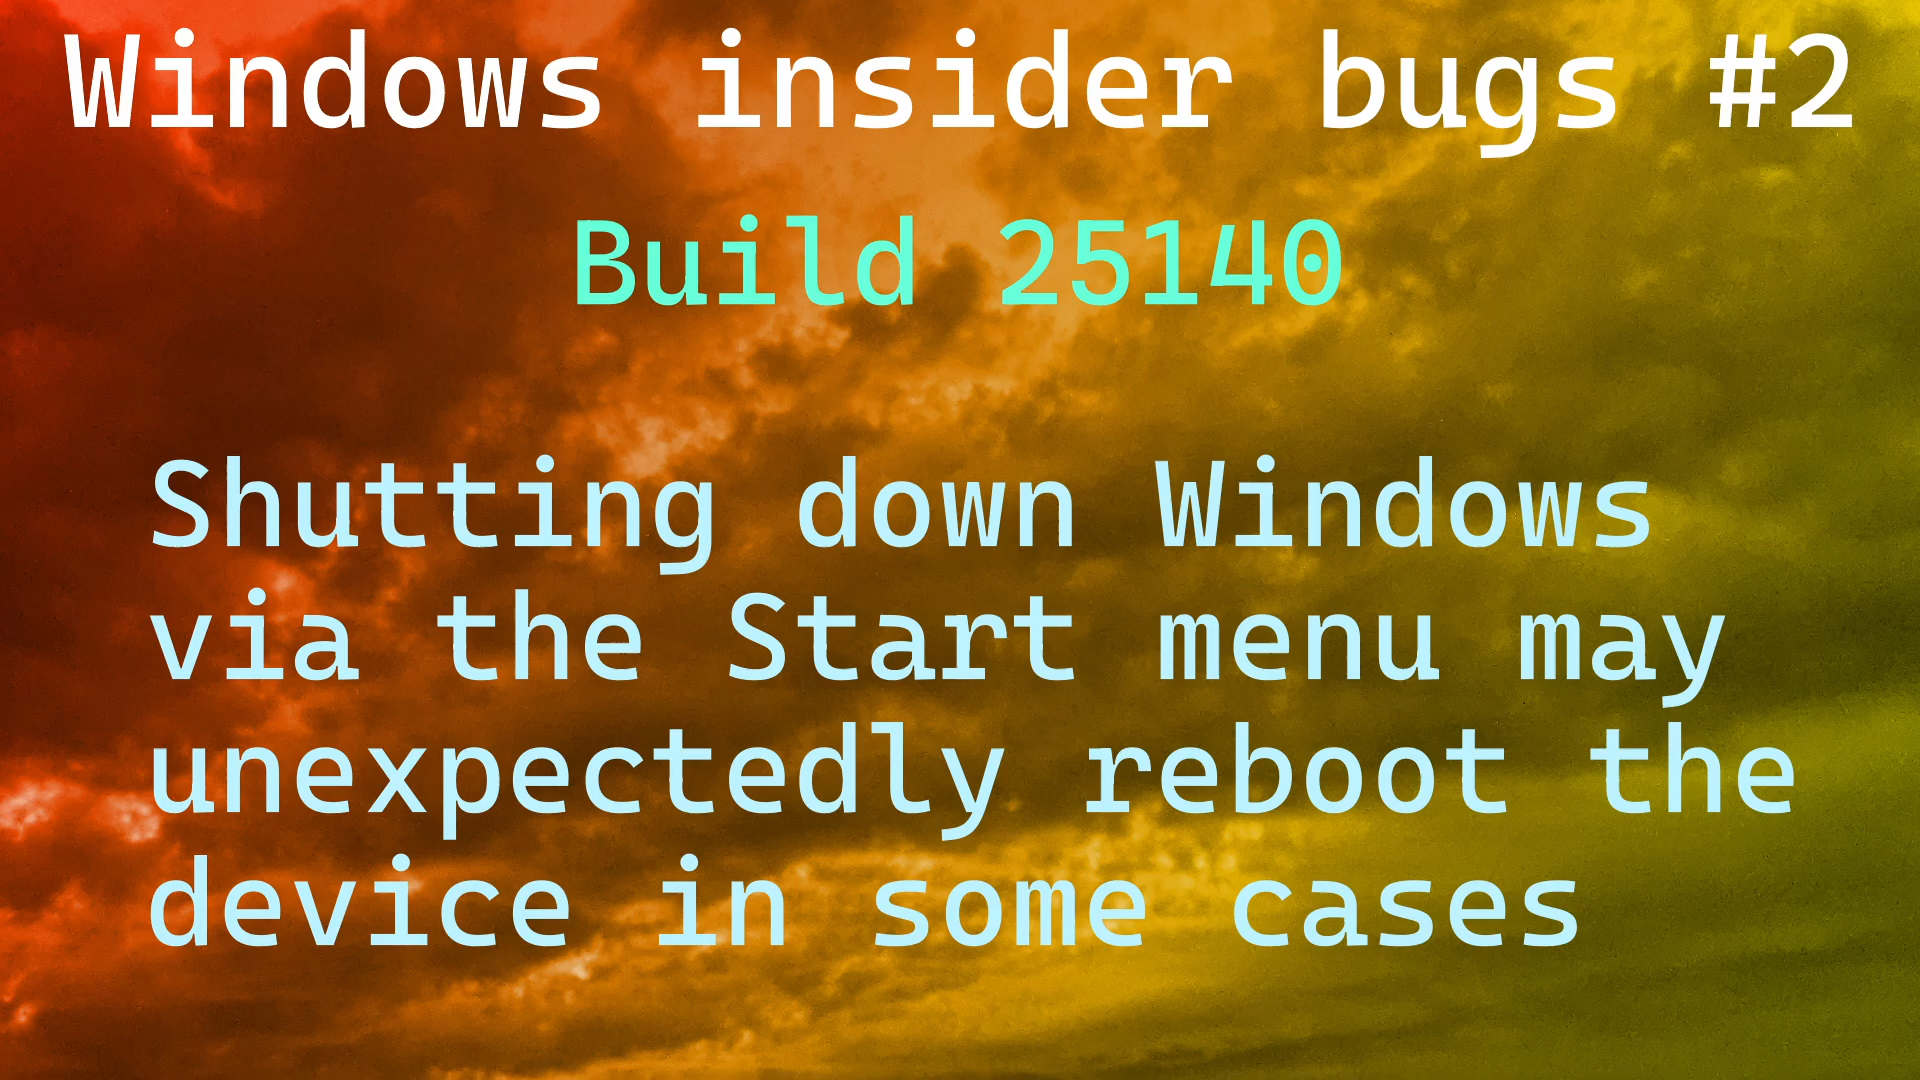 Windows insider bugs #2
Build 25140
Shutting down Windows
via the Start menu may
unexpectedly reboot the
device in some cases